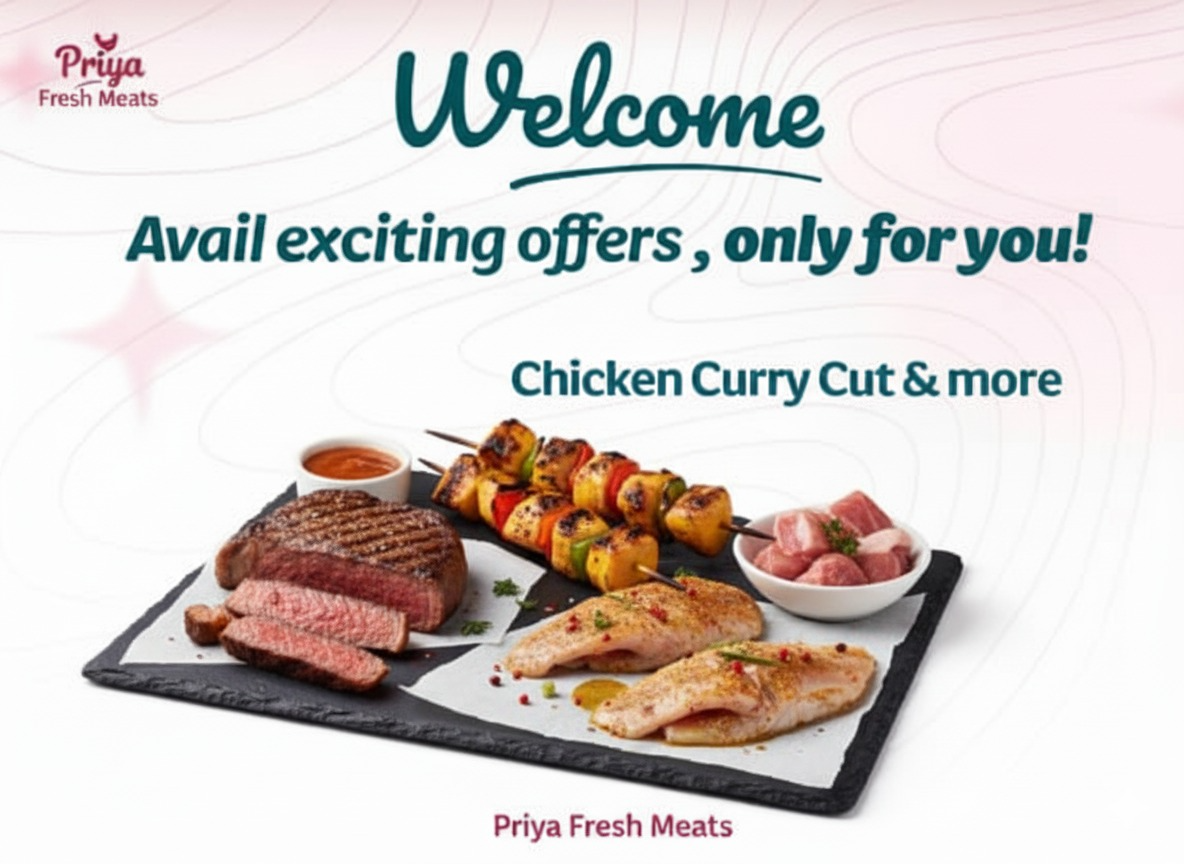 Priya
Fresh Meats
Welcome
Avail exciting offers , only for you!
Chicken Curry Cut & more
Priya Fresh Meats